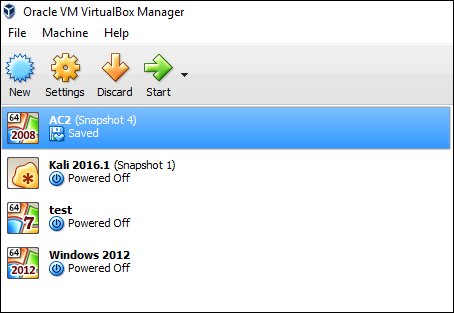 Oracle VM VirtualBox Manager
File Machine Help
New Settings Discard Start
64 2008 AC2 (Snapshot 4)
Saved
Kali 2016.1 (Snapshot 1)
Powered Off
64 7 test
Powered Off
64 2012 Windows 2012
Powered Off